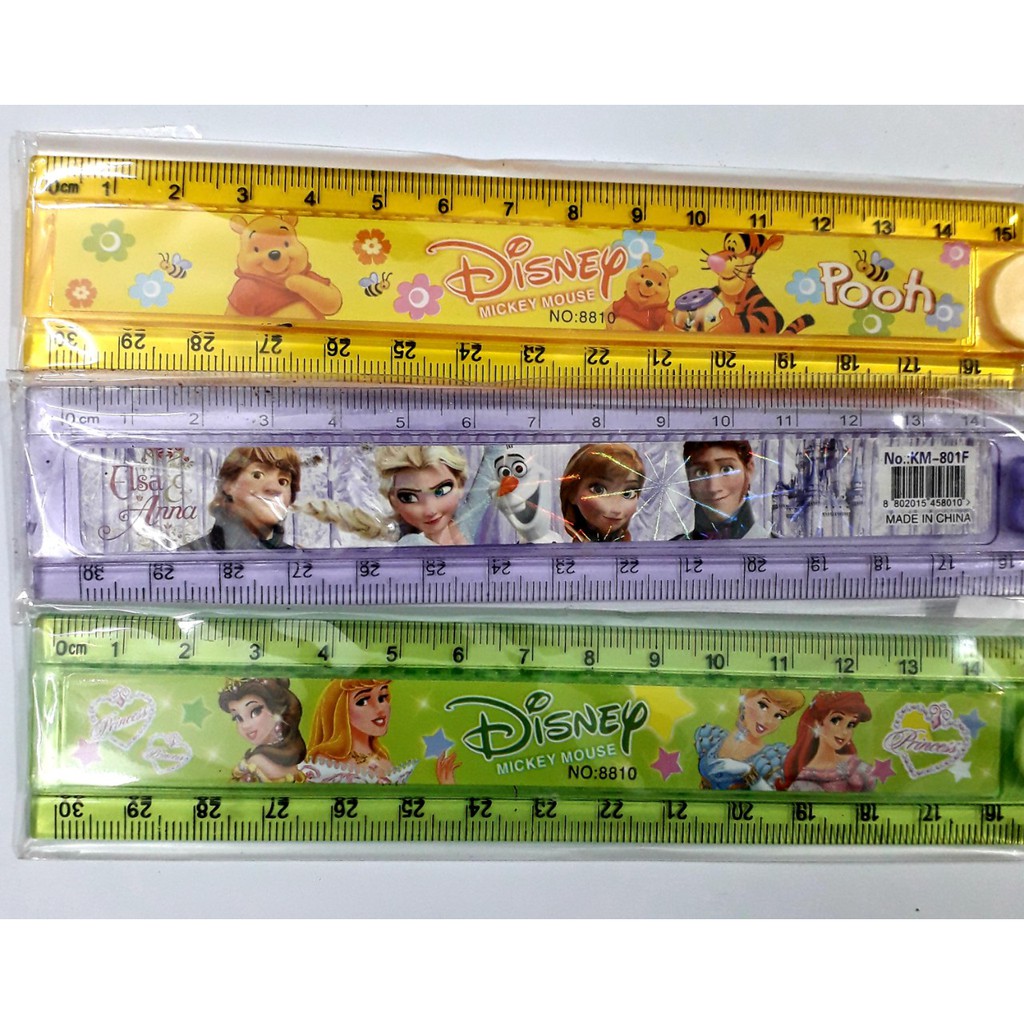 0cm 1 2 3 4 5 6 7 8 9 10 11 12 13 14 15
DISNEY
MICKEY MOUSE
NO:8810
Pooh
30 29 28 27 26 25 24 23 22 21 20 19 18 17 16
0 cm 1 2 3 4 5 6 7 8 9 10 11 12 13 14
Elsa &
Anna
No.:KM-801F
8 802015 458010
MADE IN CHINA
30 29 28 27 26 25 24 23 22 21 20 19 18 17 16
0cm 1 2 3 4 5 6 7 8 9 10 11 12 13 14
Princess
Princess
DISNEY
MICKEY MOUSE
NO:8810
Princess
30 29 28 27 26 25 24 23 22 21 20 19 18 17 16